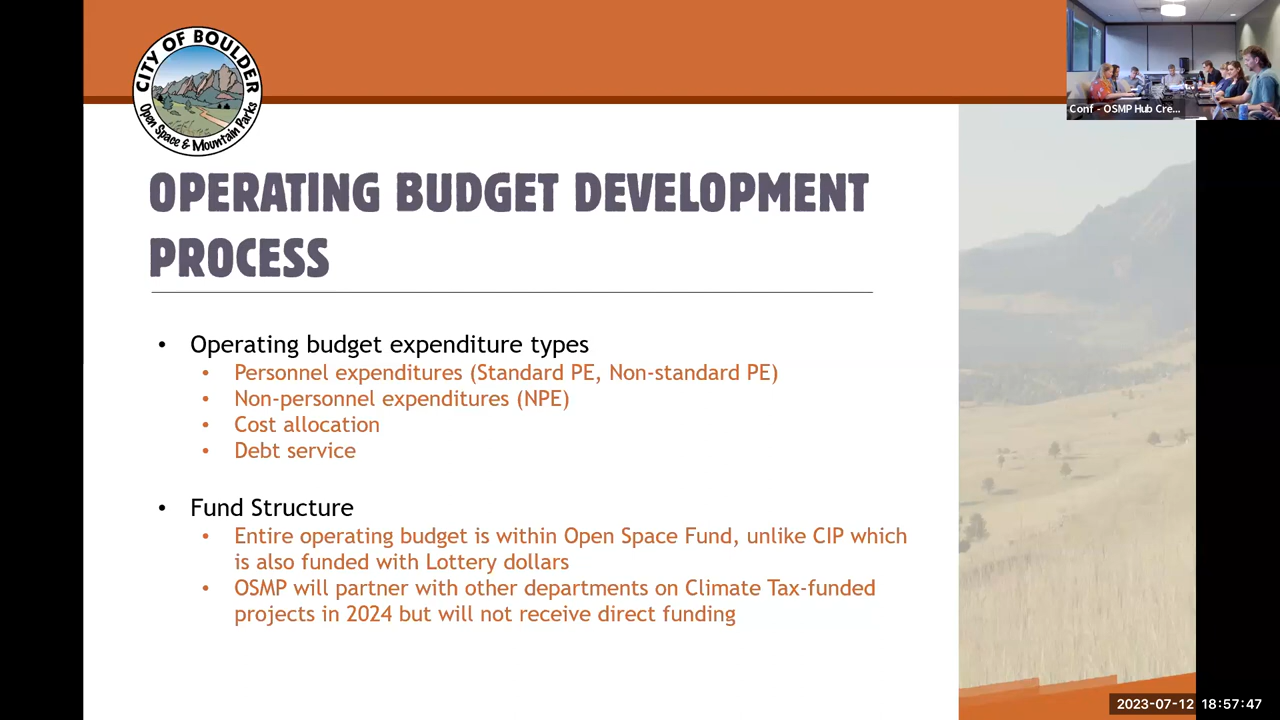 CITY OF BOULDER
Open Space & Mountain Parks
Conf - OSMP Hub Cre...
OPERATING BUDGET DEVELOPMENT
PROCESS
• Operating budget expenditure types
• Personnel expenditures (Standard PE, Non-standard PE)
• Non-personnel expenditures (NPE)
• Cost allocation
• Debt service
• Fund Structure
• Entire operating budget is within Open Space Fund, unlike CIP which
is also funded with Lottery dollars
• OSMP will partner with other departments on Climate Tax-funded
projects in 2024 but will not receive direct funding
2023-07-12 18:57:47